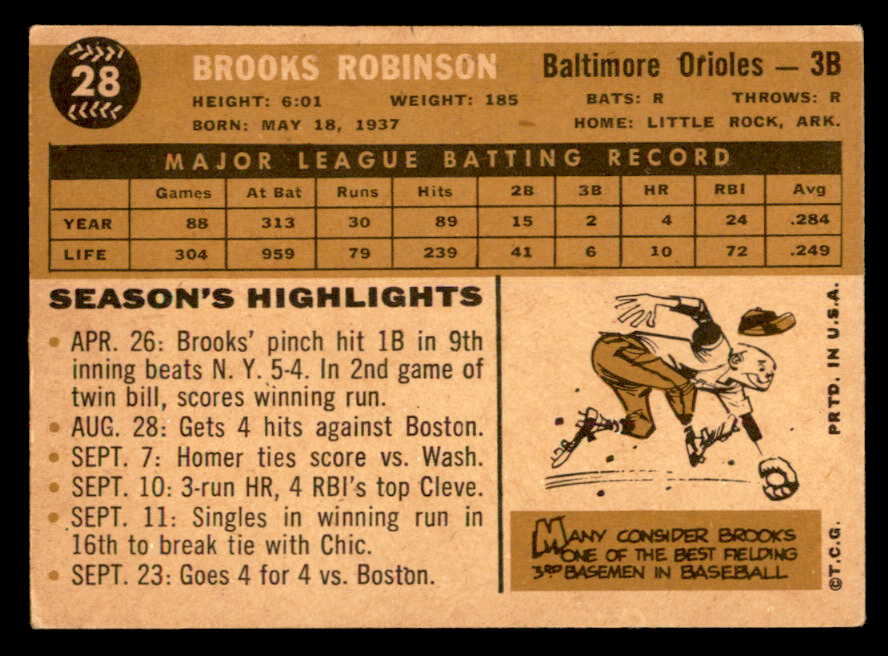 28
BROOKS ROBINSON Baltimore Orioles — 3B
HEIGHT: 6:01 WEIGHT: 185 BATS: R THROWS: R
BORN: MAY 18, 1937 HOME: LITTLE ROCK, ARK.
MAJOR LEAGUE BATTING RECORD
Games At Bat Runs Hits 2B 3B HR RBI Avg
YEAR 88 313 30 89 15 2 4 24 .284
LIFE 304 959 79 239 41 6 10 72 .249
SEASON'S HIGHLIGHTS
• APR. 26: Brooks' pinch hit 1B in 9th
inning beats N. Y. 5-4. In 2nd game of
twin bill, scores winning run.
• AUG. 28: Gets 4 hits against Boston.
• SEPT. 7: Homer ties score vs. Wash.
• SEPT. 10: 3-run HR, 4 RBI's top Cleve.
• SEPT. 11: Singles in winning run in
16th to break tie with Chic.
• SEPT. 23: Goes 4 for 4 vs. Boston.
MANY CONSIDER BROOKS
ONE OF THE BEST FIELDING
3RD BASEMEN IN BASEBALL
©T.C.G. PRTD. IN U.S.A.